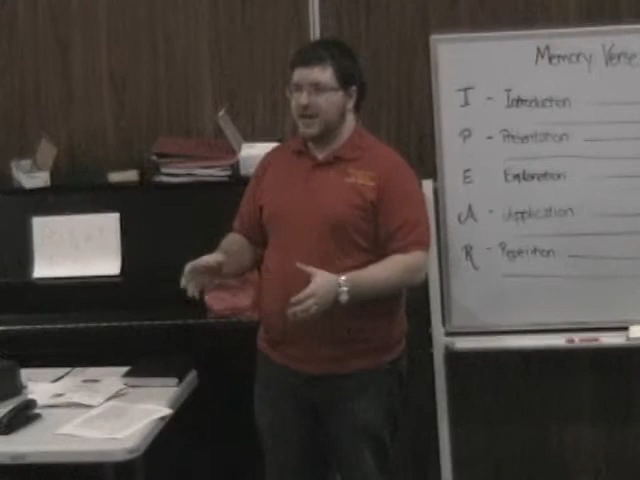 Memory Verse
I - Introduction
P - Presentation
E Explanation
A - Application
R - Repetition